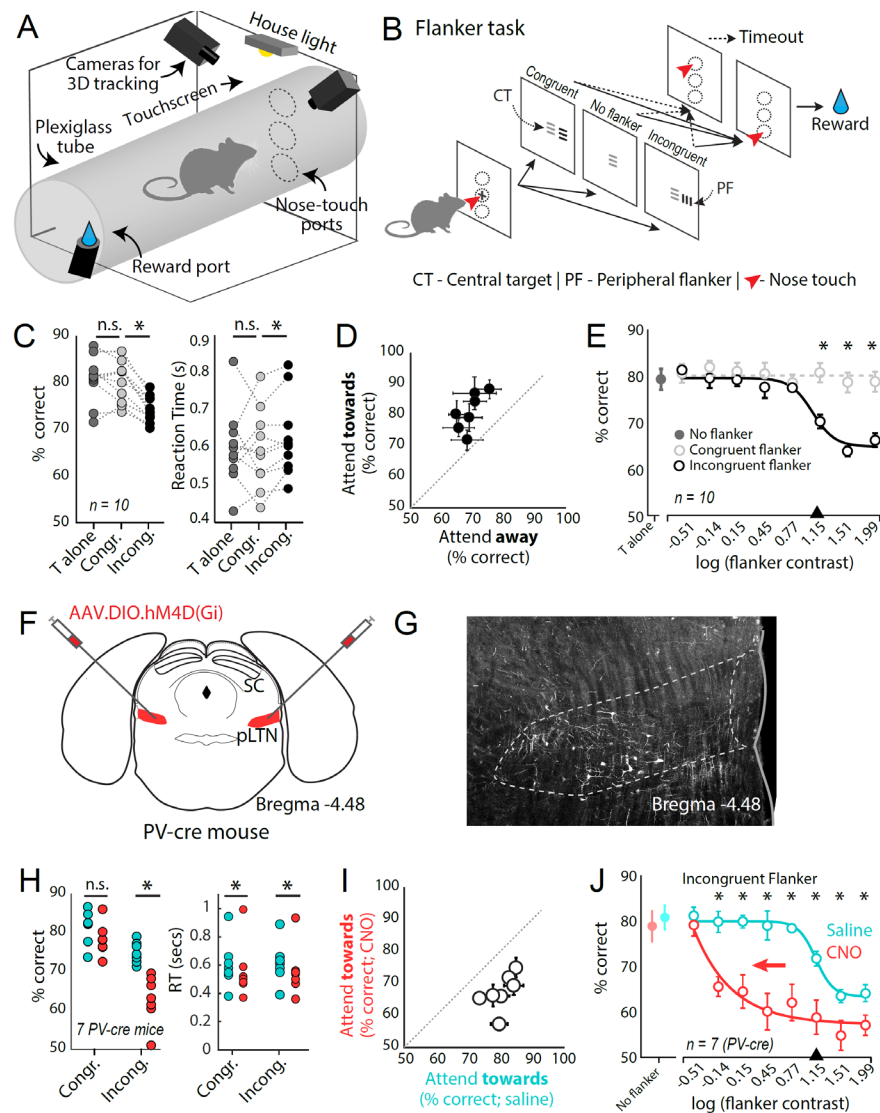 A
House light
Cameras for
3D tracking
Touchscreen
Plexiglass
tube
Nose-touch
ports
Reward port
B Flanker task
Timeout
Congruent
CT
No flanker
Incongruent
Reward
PF
CT - Central target | PF - Peripheral flanker | - Nose touch
C
n.s. *
n.s. *
% correct
90
80
70
60
50
n = 10
T alone
Congr.
Incong.
Reaction Time (s)
0.9
0.8
0.7
0.6
0.5
0.4
T alone
Congr.
Incong.
D
Attend towards
(% correct)
100
90
80
70
60
50
50 60 70 80 90 100
Attend away
(% correct)
E
* * *
% correct
90
80
70
60
50
No flanker
Congruent flanker
Incongruent flanker
n = 10
T alone
-0.51
-0.14
0.15
0.45
0.77
1.15
1.51
1.99
log (flanker contrast)
F
AAV.DIO.hM4D(Gi)
SC
pLTN
Bregma -4.48
PV-cre mouse
G
Bregma -4.48
H
n.s. *
* *
% correct
90
80
70
60
50
7 PV-cre mice
Congr.
Incong.
RT (secs)
1
0.8
0.6
0.4
0.2
0
Congr.
Incong.
I
Attend towards
(% correct; CNO)
100
90
80
70
60
50
50 60 70 80 90 100
Attend towards
(% correct; saline)
J
Incongruent Flanker
* * * * * * *
% correct
90
80
70
60
50
Saline
CNO
n = 7 (PV-cre)
No flanker
-0.51
-0.14
0.15
0.45
0.77
1.15
1.51
1.99
log (flanker contrast)